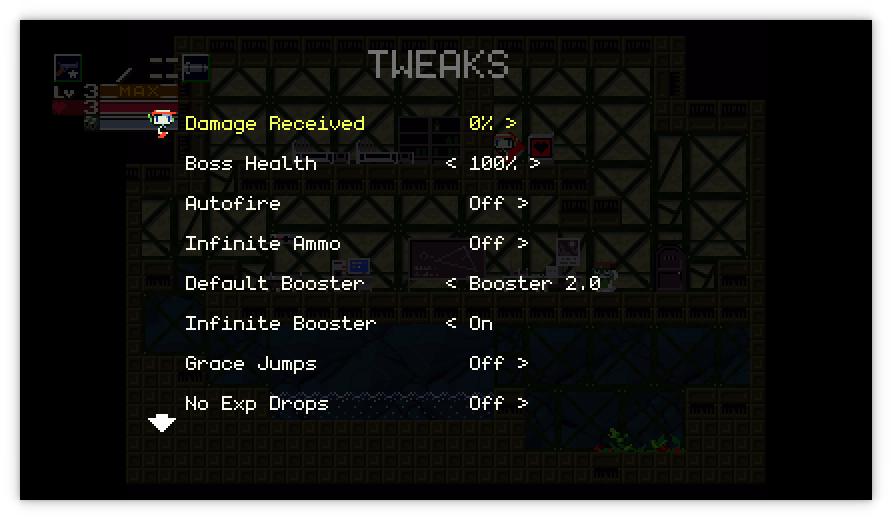 TWEAKS
Lv 3 MAX
3
Damage Received 0% >
Boss Health < 100% >
Autofire Off >
Infinite Ammo Off >
Default Booster < Booster 2.0
Infinite Booster < On
Grace Jumps Off >
No Exp Drops Off >